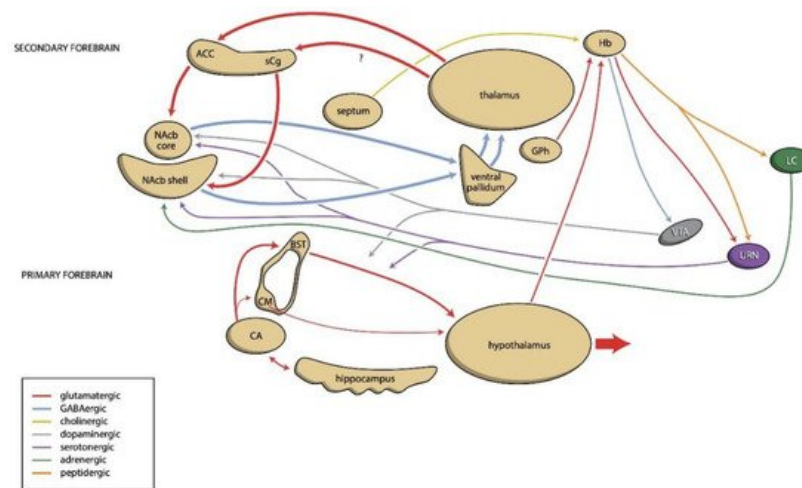 SECONDARY FOREBRAIN
ACC
sCg
?
Hb
thalamus
septum
NAcb
core
GPh
LC
NAcb shell
ventral
pallidum
VTA
URN
PRIMARY FOREBRAIN
BST
CM
CA
hypothalamus
hippocampus
glutamatergic
GABAergic
cholinergic
dopaminergic
serotonergic
adrenergic
peptidergic